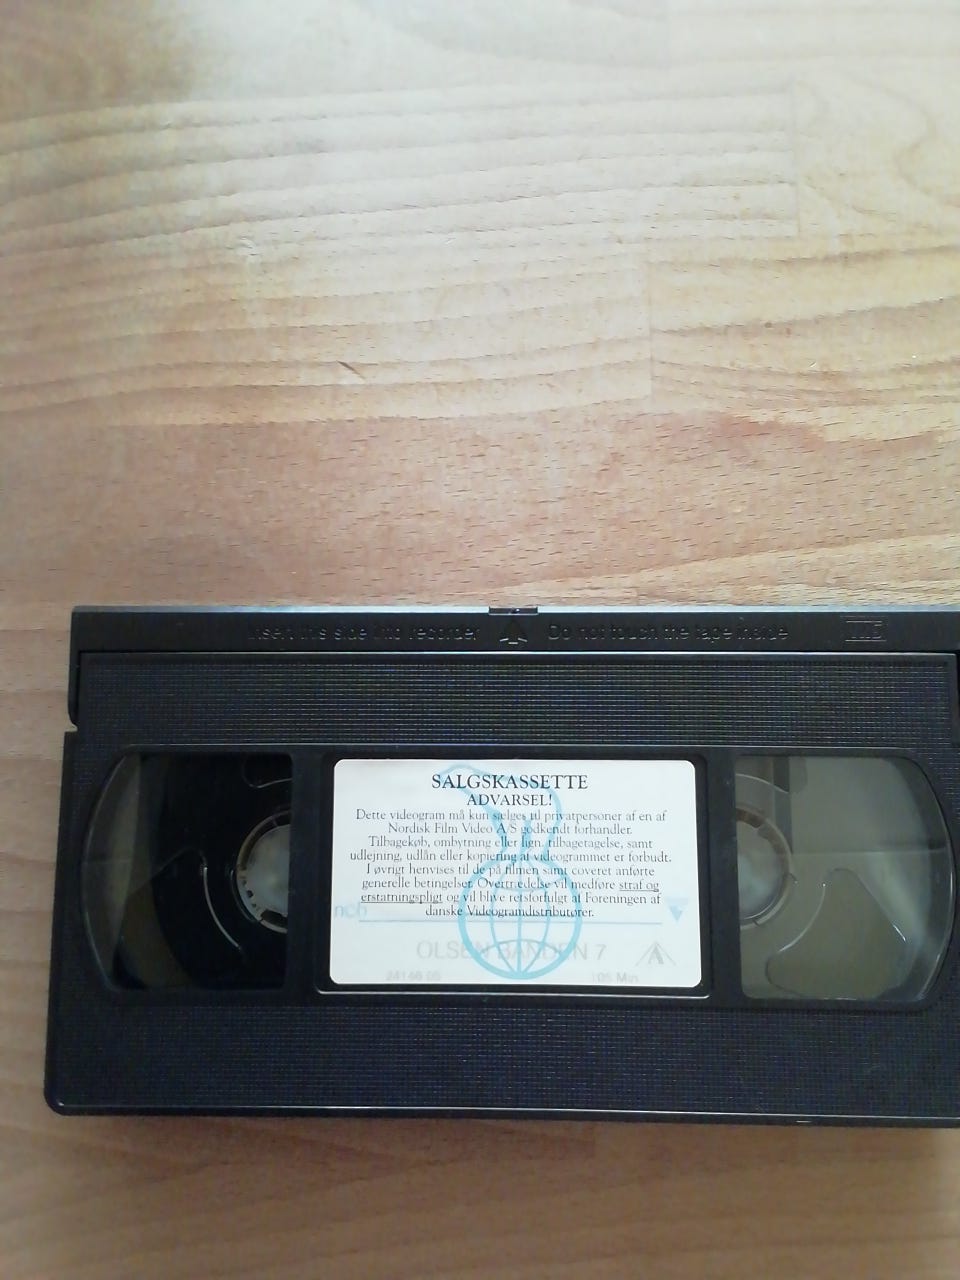 Insert this side into recorder Do not touch the tape inside
SALGSKASSETTE
ADVARSEL!
Dette videogram må kun sælges til privatpersoner af en af
Nordisk Film Video A/S godkendt forhandler.
Tilbagekøb, ombytning eller lign. tilbagetagelse, samt
udlejning, udlån eller kopiering af videogrammet er forbudt.
I øvrigt henvises til de på filmen samt coveret anførte
generelle betingelser. Overtrædelse vil medføre straf og
erstatningspligt og vil blive retsforfulgt af Foreningen af
danske Videogramdistributører.
OLSEN BANDEN 7
24146 05 105 Min